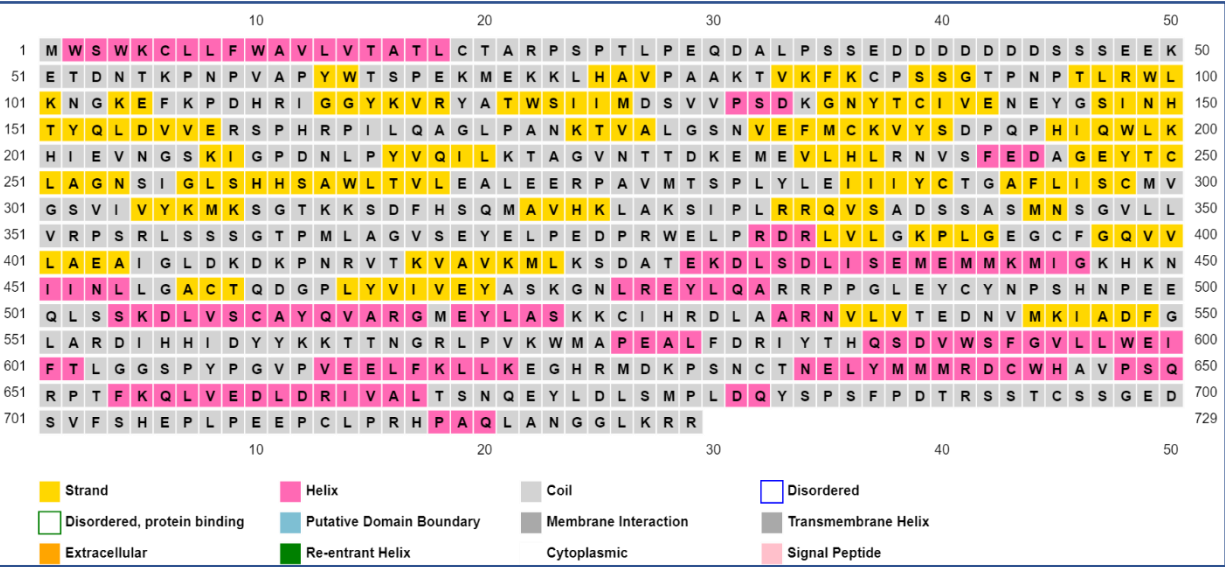 10 20 30 40 50
1 M W S W K C L L F W A V L V T A T L C T A R P S P T L P E Q D A L P S S E D D D D D D D S S S E E K 50
51 E T D N T K P N P V A P Y W T S P E K M E K K L H A V P A A K T V K F K C P S S G T P N P T L R W L 100
101 K N G K E F K P D H R I G G Y K V R Y A T W S I I M D S V V P S D K G N Y T C I V E N E Y G S I N H 150
151 T Y Q L D V V E R S P H R P I L Q A G L P A N K T V A L G S N V E F M C K V Y S D P Q P H I Q W L K 200
201 H I E V N G S K I G P D N L P Y V Q I L K T A G V N T T D K E M E V L H L R N V S F E D A G E Y T C 250
251 L A G N S I G L S H H S A W L T V L E A L E E R P A V M T S P L Y L E I I I Y C T G A F L I S C M V 300
301 G S V I V Y K M K S G T K K S D F H S Q M A V H K L A K S I P L R R Q V S A D S S A S M N S G V L L 350
351 V R P S R L S S S G T P M L A G V S E Y E L P E D P R W E L P R D R L V L G K P L G E G C F G Q V V 400
401 L A E A I G L D K D K P N R V T K V A V K M L K S D A T E K D L S D L I S E M E M M K M I G K H K N 450
451 I I N L L G A C T Q D G P L Y V I V E Y A S K G N L R E Y L Q A R R P P G L E Y C Y N P S H N P E E 500
501 Q L S S K D L V S C A Y Q V A R G M E Y L A S K K C I H R D L A A R N V L V T E D N V M K I A D F G 550
551 L A R D I H H I D Y Y K K T T N G R L P V K W M A P E A L F D R I Y T H Q S D V W S F G V L L W E I 600
601 F T L G G S P Y P G V P V E E L F K L L K E G H R M D K P S N C T N E L Y M M M R D C W H A V P S Q 650
651 R P T F K Q L V E D L D R I V A L T S N Q E Y L D L S M P L D Q Y S P S F P D T R S S T C S S G E D 700
701 S V F S H E P L P E E P C L P R H P A Q L A N G G L K R R 729
10 20 30 40 50
Strand Helix Coil Disordered
Disordered, protein binding Putative Domain Boundary Membrane Interaction Transmembrane Helix
Extracellular Re-entrant Helix Cytoplasmic Signal Peptide